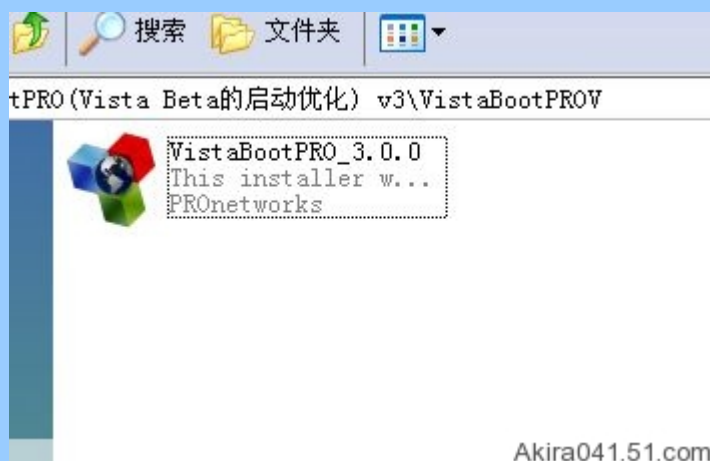 搜索 文件夹
tPRO(Vista Beta的启动优化) v3\VistaBootPROV
VistaBootPRO_3.0.0
This installer w...
PROnetworks
Akira041.51.com